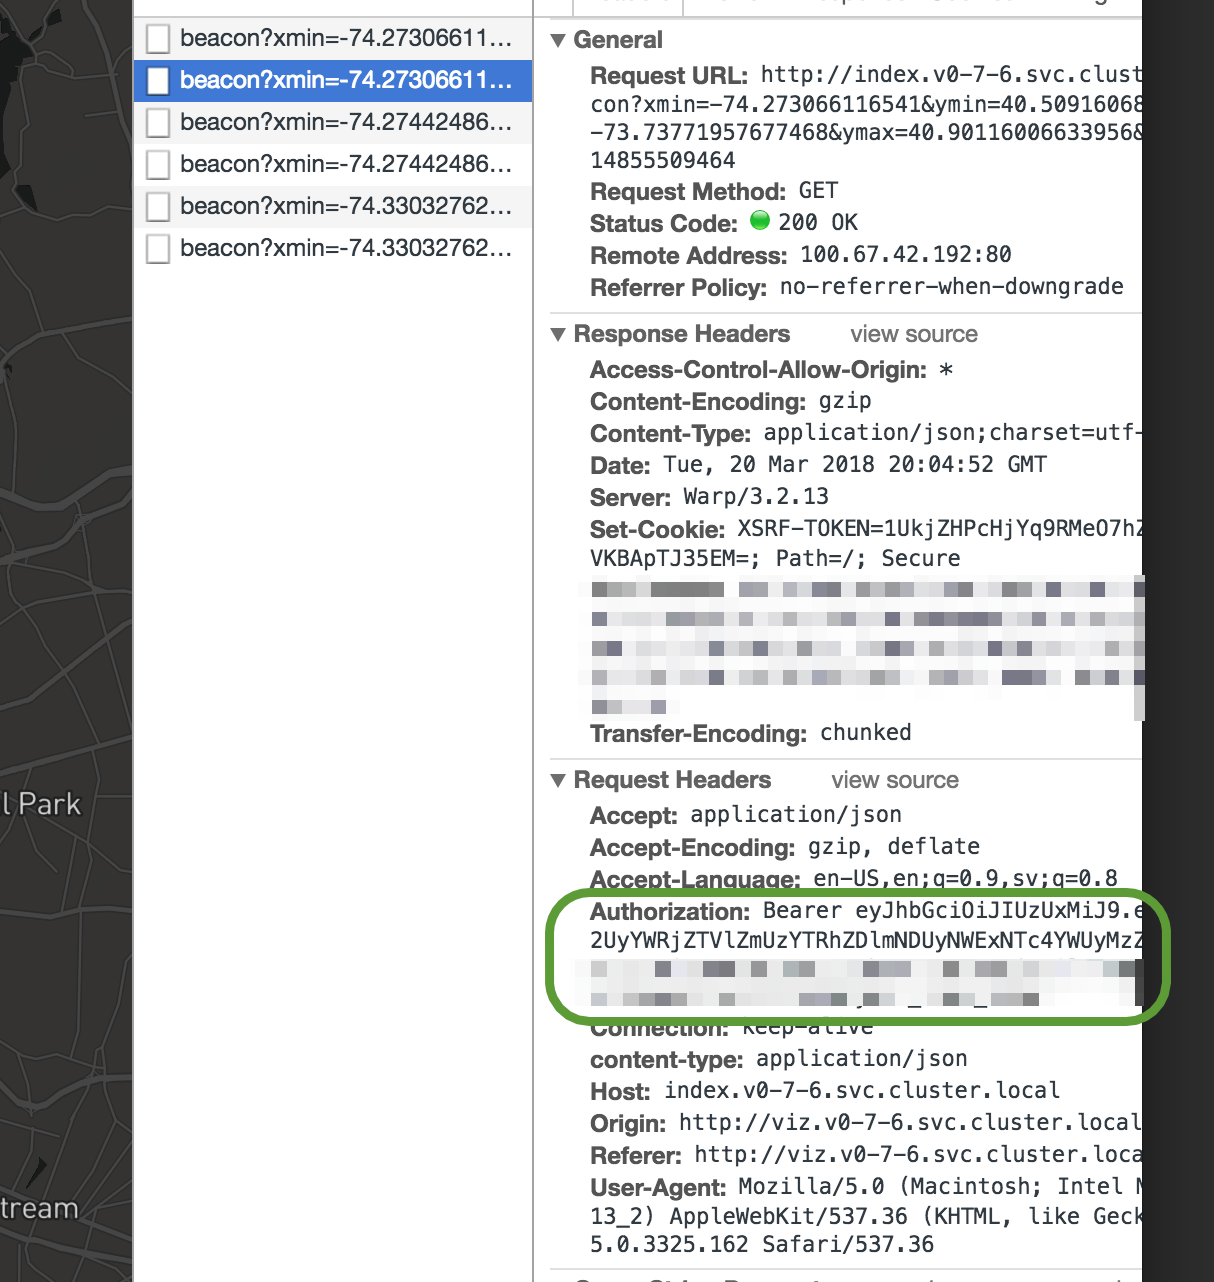 beacon?xmin=-74.27306611...
beacon?xmin=-74.27306611...
beacon?xmin=-74.27442486...
beacon?xmin=-74.27442486...
beacon?xmin=-74.33032762...
beacon?xmin=-74.33032762...
General
Request URL: http://index.v0-7-6.svc.clust
con?xmin=-74.273066116541&ymin=40.50916068
-73.73771957677468&ymax=40.90116006633956&
14855509464
Request Method: GET
Status Code: 200 OK
Remote Address: 100.67.42.192:80
Referrer Policy: no-referrer-when-downgrade
Response Headers view source
Access-Control-Allow-Origin: *
Content-Encoding: gzip
Content-Type: application/json;charset=utf-
Date: Tue, 20 Mar 2018 20:04:52 GMT
Server: Warp/3.2.13
Set-Cookie: XSRF-TOKEN=1UkjZHPcHjYq9RMeO7hZ
VKBApTJ35EM=; Path=/; Secure
Transfer-Encoding: chunked
Request Headers view source
Accept: application/json
Accept-Encoding: gzip, deflate
Accept-Language: en-US,en;q=0.9,sv;q=0.8
Authorization: Bearer eyJhbGciOiJIUzUxMiJ9.e
2UyYWRjZTVlZmUzYTRhZDlmNDUyNWExNTc4YWUyMzZ
Connection: keep-alive
content-type: application/json
Host: index.v0-7-6.svc.cluster.local
Origin: http://viz.v0-7-6.svc.cluster.local
Referer: http://viz.v0-7-6.svc.cluster.loca
User-Agent: Mozilla/5.0 (Macintosh; Intel M
13_2) AppleWebKit/537.36 (KHTML, like Geck
5.0.3325.162 Safari/537.36
l Park
tream